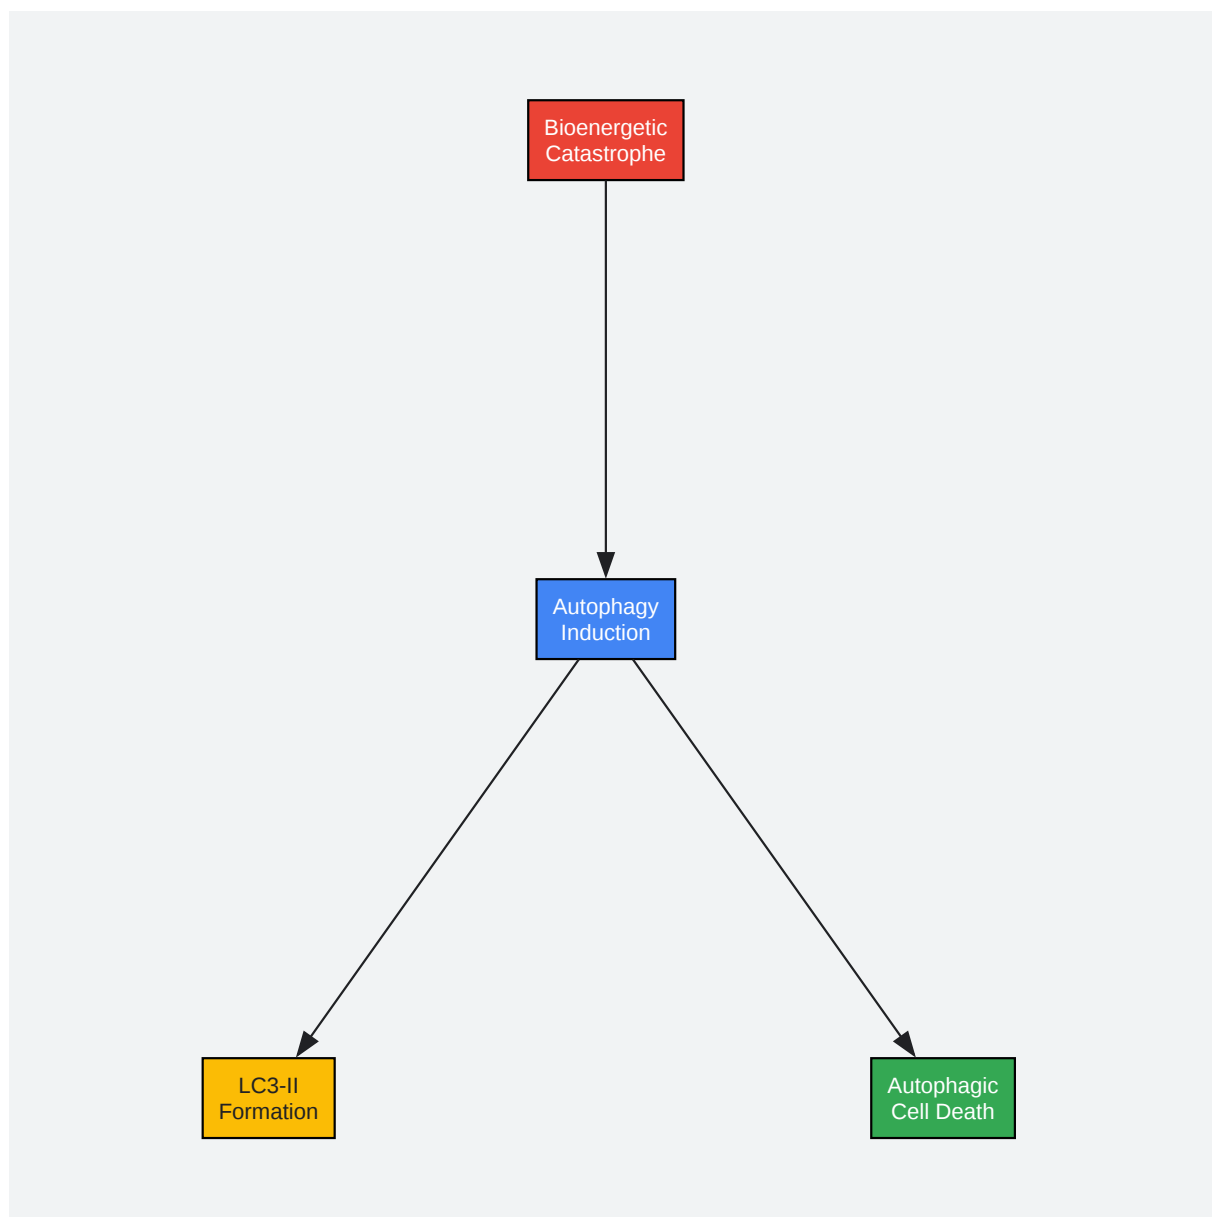 Bioenergetic
Catastrophe
Autophagy
Induction
LC3-II
Formation
Autophagic
Cell Death